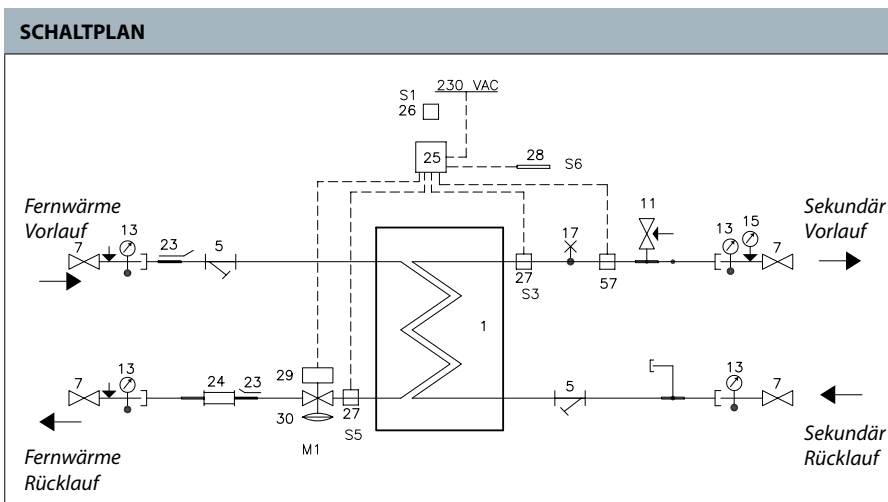 SCHALTPLAN
230 VAC
S1
26
25
28
S6
Fernwärme
Vorlauf
7
13
23
5
17
11
13
15
7
Sekundär
Vorlauf
27
S3
57
1
7
13
24
23
29
30
M1
27
S5
5
13
7
Fernwärme
Rücklauf
Sekundär
Rücklauf